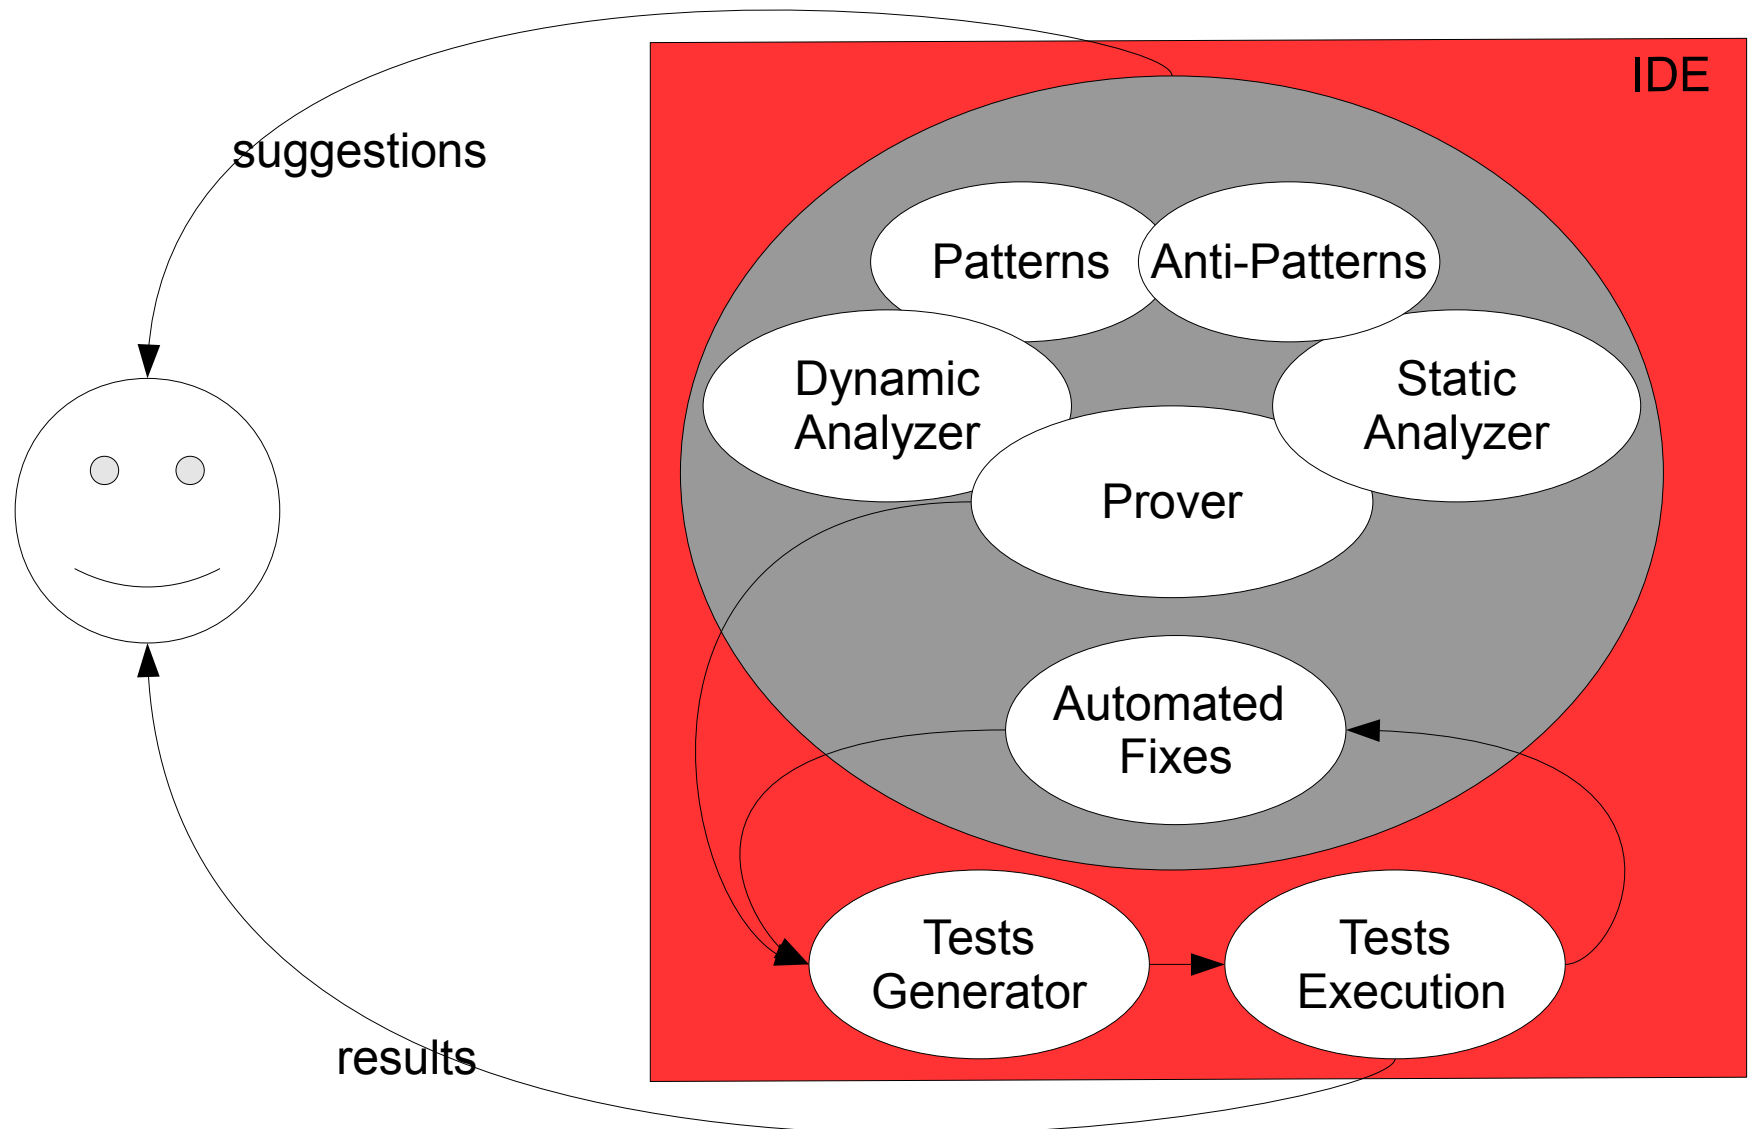 IDE
suggestions
Patterns
Anti-Patterns
Dynamic
Analyzer
Static
Analyzer
Prover
Automated
Fixes
Tests
Generator
Tests
Execution
results